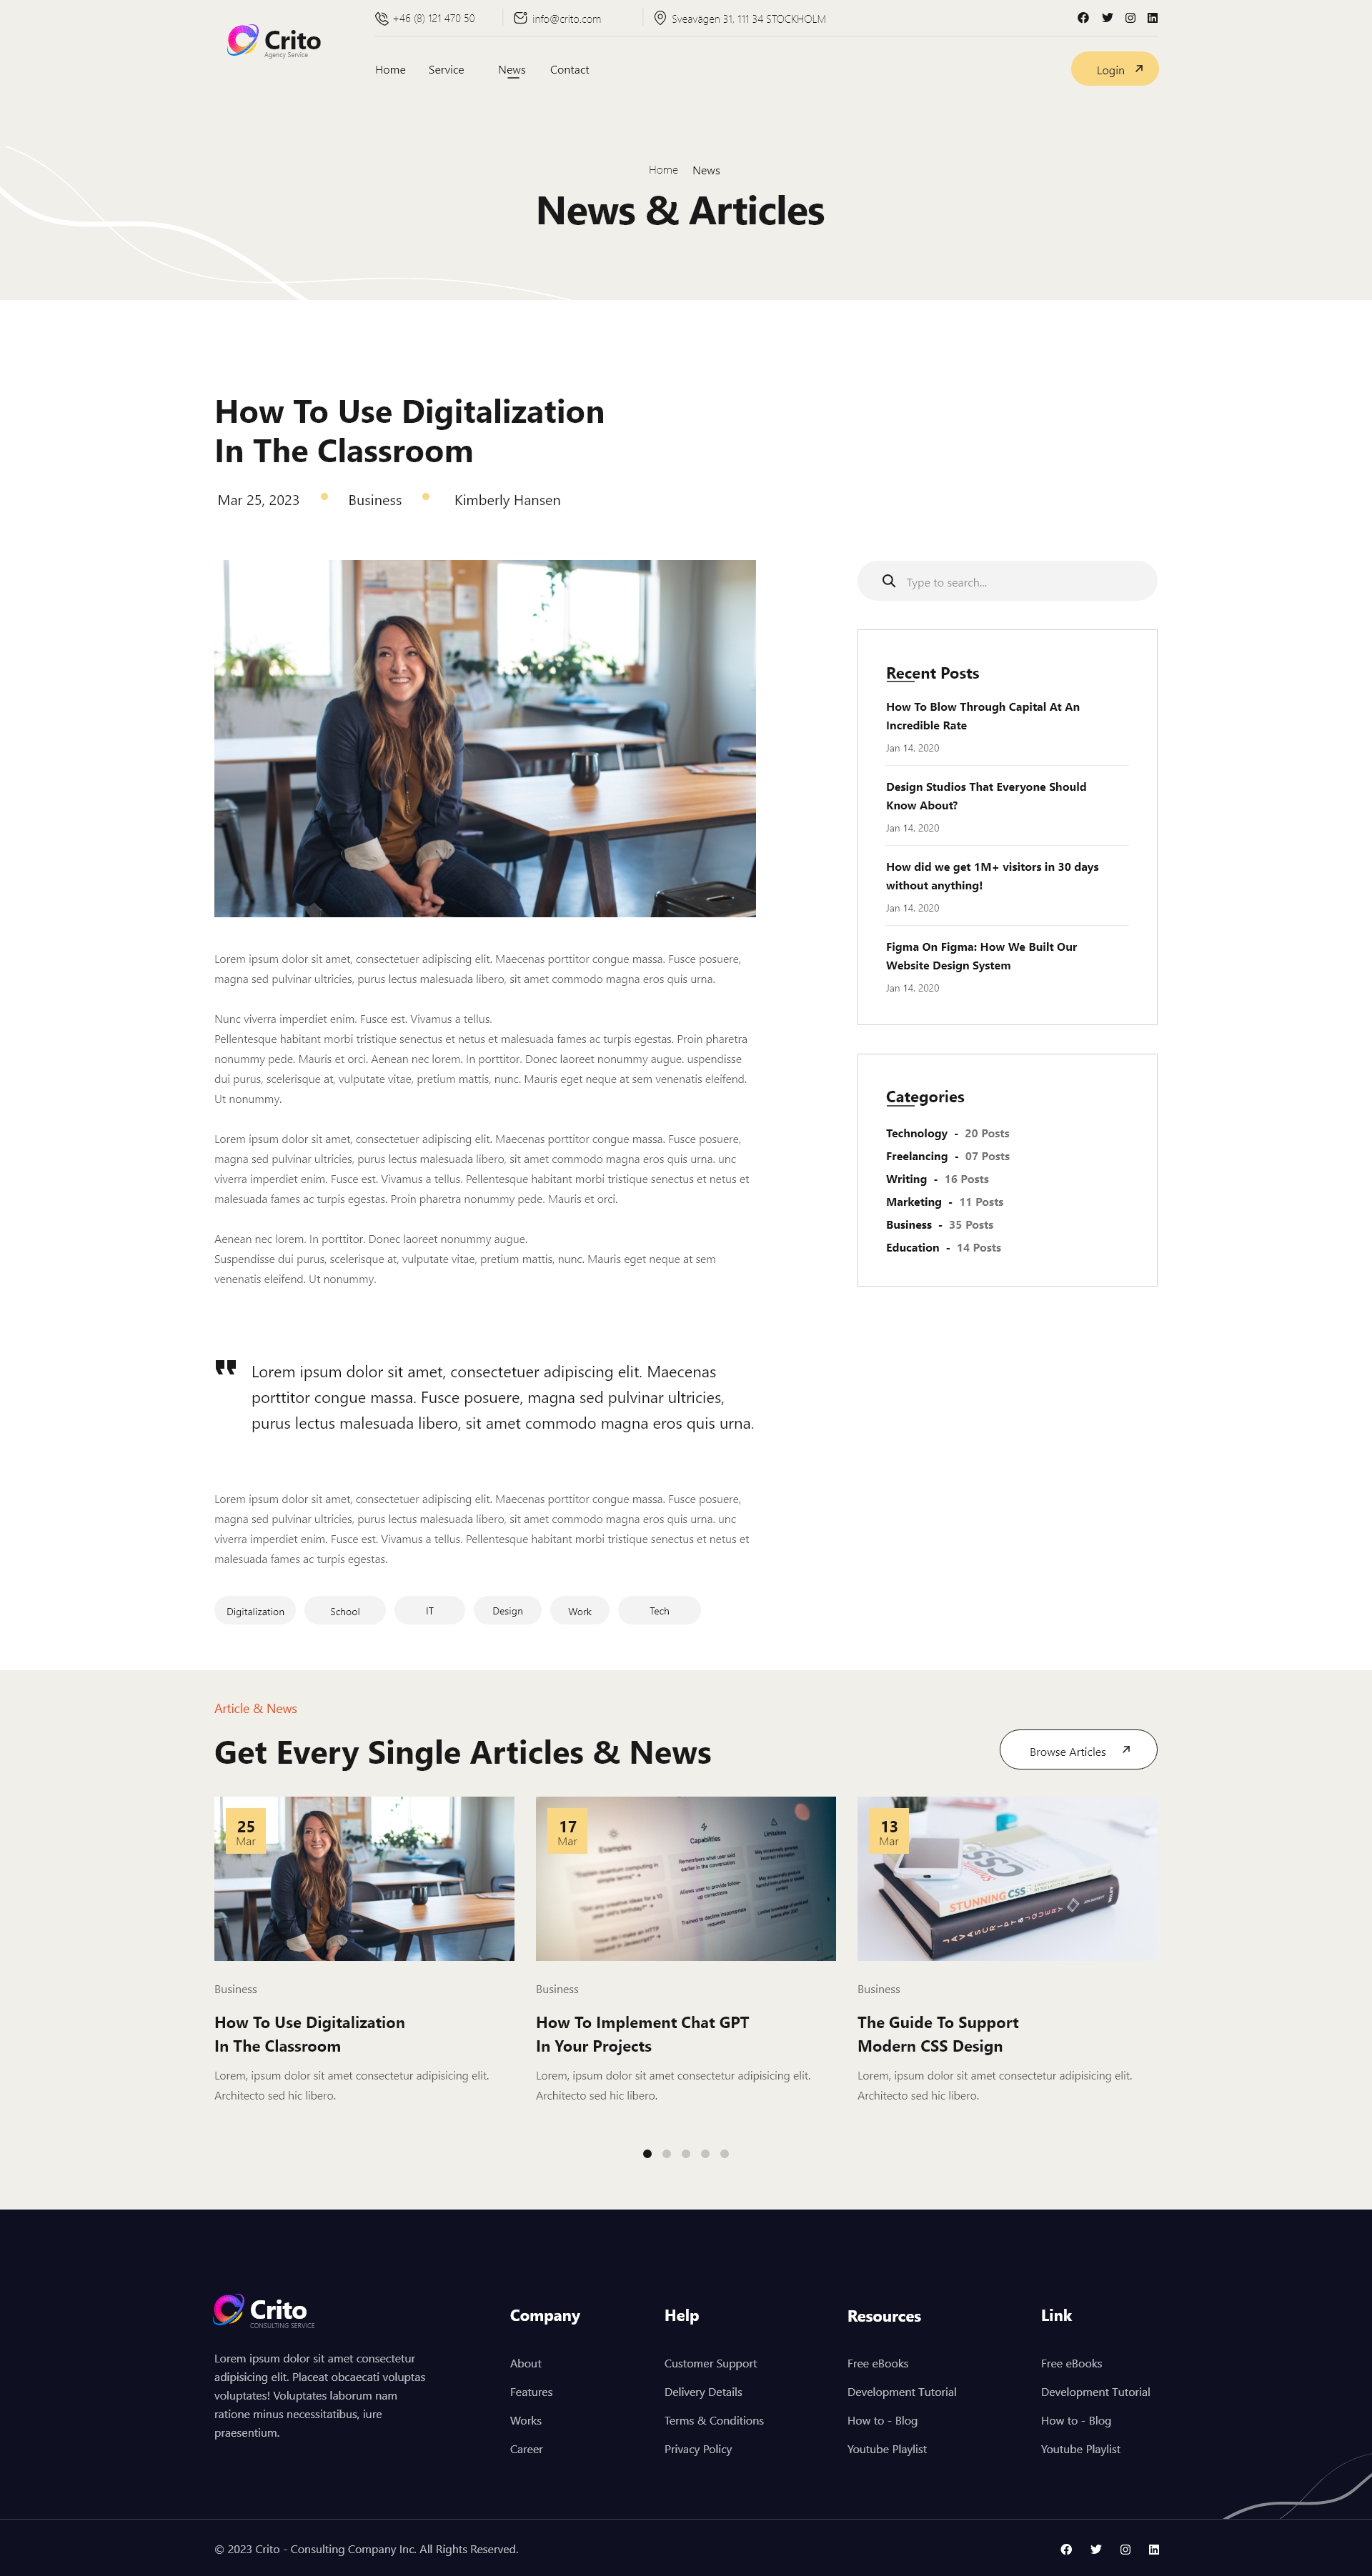 Crito
Agency Service
+46 (8) 121 470 50
info@crito.com
Sveavägen 31, 111 34 STOCKHOLM
Home
Service
News
Contact
Login
Home News
News & Articles
How To Use Digitalization
In The Classroom
Mar 25, 2023 Business Kimberly Hansen
Type to search...
Lorem ipsum dolor sit amet, consectetuer adipiscing elit. Maecenas porttitor congue massa. Fusce posuere,
magna sed pulvinar ultricies, purus lectus malesuada libero, sit amet commodo magna eros quis urna.
Nunc viverra imperdiet enim. Fusce est. Vivamus a tellus.
Pellentesque habitant morbi tristique senectus et netus et malesuada fames ac turpis egestas. Proin pharetra
nonummy pede. Mauris et orci. Aenean nec lorem. In porttitor. Donec laoreet nonummy augue. uspendisse
dui purus, scelerisque at, vulputate vitae, pretium mattis, nunc. Mauris eget neque at sem venenatis eleifend.
Ut nonummy.
Lorem ipsum dolor sit amet, consectetuer adipiscing elit. Maecenas porttitor congue massa. Fusce posuere,
magna sed pulvinar ultricies, purus lectus malesuada libero, sit amet commodo magna eros quis urna. unc
viverra imperdiet enim. Fusce est. Vivamus a tellus. Pellentesque habitant morbi tristique senectus et netus et
malesuada fames ac turpis egestas. Proin pharetra nonummy pede. Mauris et orci.
Aenean nec lorem. In porttitor. Donec laoreet nonummy augue.
Suspendisse dui purus, scelerisque at, vulputate vitae, pretium mattis, nunc. Mauris eget neque at sem
venenatis eleifend. Ut nonummy.
Lorem ipsum dolor sit amet, consectetuer adipiscing elit. Maecenas
porttitor congue massa. Fusce posuere, magna sed pulvinar ultricies,
purus lectus malesuada libero, sit amet commodo magna eros quis urna.
Lorem ipsum dolor sit amet, consectetuer adipiscing elit. Maecenas porttitor congue massa. Fusce posuere,
magna sed pulvinar ultricies, purus lectus malesuada libero, sit amet commodo magna eros quis urna. unc
viverra imperdiet enim. Fusce est. Vivamus a tellus. Pellentesque habitant morbi tristique senectus et netus et
malesuada fames ac turpis egestas.
Digitalization School IT Design Work Tech
Recent Posts
How To Blow Through Capital At An
Incredible Rate
Jan 14, 2020
Design Studios That Everyone Should
Know About?
Jan 14, 2020
How did we get 1M+ visitors in 30 days
without anything!
Jan 14, 2020
Figma On Figma: How We Built Our
Website Design System
Jan 14, 2020
Categories
Technology - 20 Posts
Freelancing - 07 Posts
Writing - 16 Posts
Marketing - 11 Posts
Business - 35 Posts
Education - 14 Posts
Article & News
Get Every Single Articles & News
Browse Articles
25
Mar
Business
How To Use Digitalization
In The Classroom
Lorem, ipsum dolor sit amet consectetur adipisicing elit.
Architecto sed hic libero.
17
Mar
Examples
Capabilities
Limitations
Business
How To Implement Chat GPT
In Your Projects
Lorem, ipsum dolor sit amet consectetur adipisicing elit.
Architecto sed hic libero.
13
Mar
CSS
STUNNING CSS
JAVASCRIPT & JQUERY
Business
The Guide To Support
Modern CSS Design
Lorem, ipsum dolor sit amet consectetur adipisicing elit.
Architecto sed hic libero.
Crito
CONSULTING SERVICE
Lorem ipsum dolor sit amet consectetur
adipisicing elit. Placeat obcaecati voluptas
voluptates! Voluptates laborum nam
ratione minus necessitatibus, iure
praesentium.
Company
About
Features
Works
Career
Help
Customer Support
Delivery Details
Terms & Conditions
Privacy Policy
Resources
Free eBooks
Development Tutorial
How to - Blog
Youtube Playlist
Link
Free eBooks
Development Tutorial
How to - Blog
Youtube Playlist
© 2023 Crito - Consulting Company Inc. All Rights Reserved.